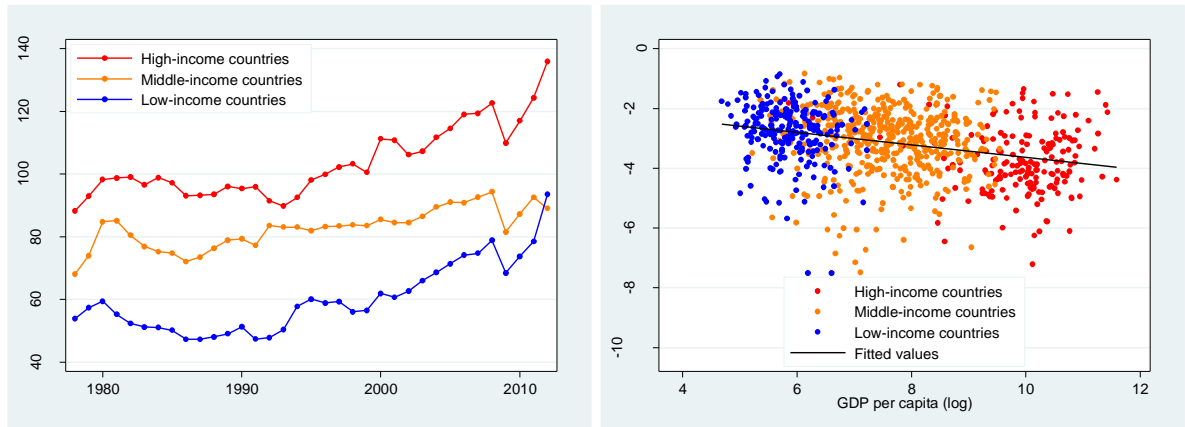 140
120
100
80
60
40
High-income countries
Middle-income countries
Low-income countries
1980
1990
2000
2010
0
-2
-4
-6
-8
-10
High-income countries
Middle-income countries
Low-income countries
Fitted values
4
6
8
10
12
GDP per capita (log)